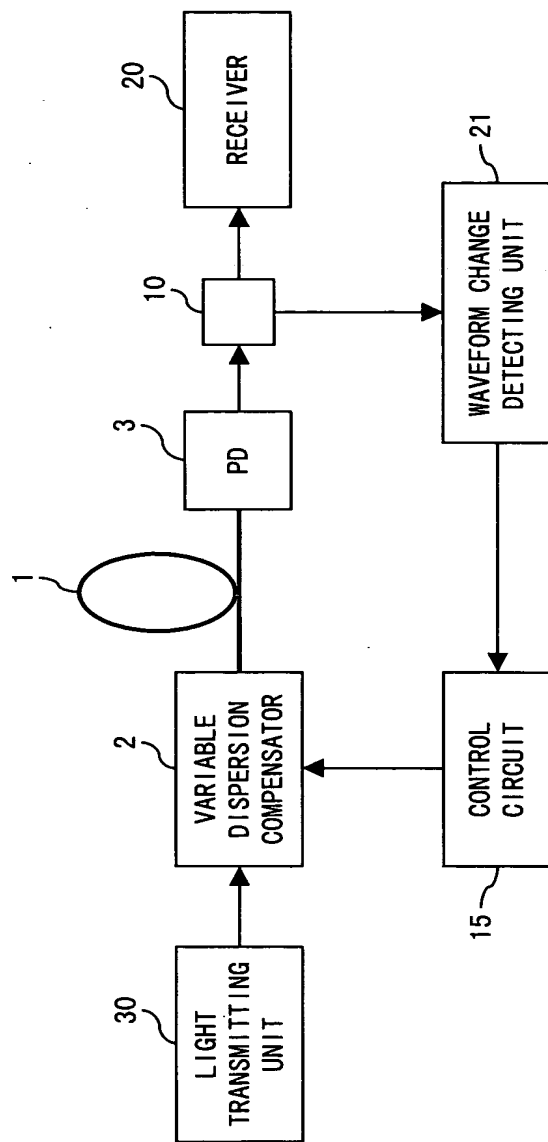 30
LIGHT
TRANSMITTING
UNIT
2
VARIABLE
DISPERSION
COMPENSATOR
1
3
PD
10
20
RECEIVER
15
CONTROL
CIRCUIT
21
WAVEFORM CHANGE
DETECTING UNIT